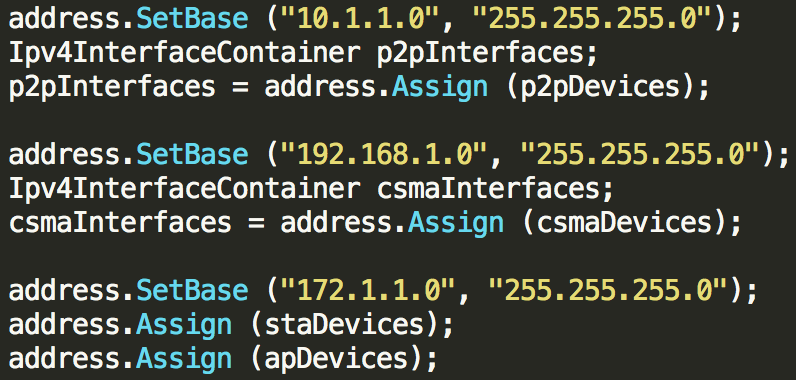 address.SetBase ("10.1.1.0", "255.255.255.0");
Ipv4InterfaceContainer p2pInterfaces;
p2pInterfaces = address.Assign (p2pDevices);

address.SetBase ("192.168.1.0", "255.255.255.0");
Ipv4InterfaceContainer csmaInterfaces;
csmaInterfaces = address.Assign (csmaDevices);

address.SetBase ("172.1.1.0", "255.255.255.0");
address.Assign (staDevices);
address.Assign (apDevices);